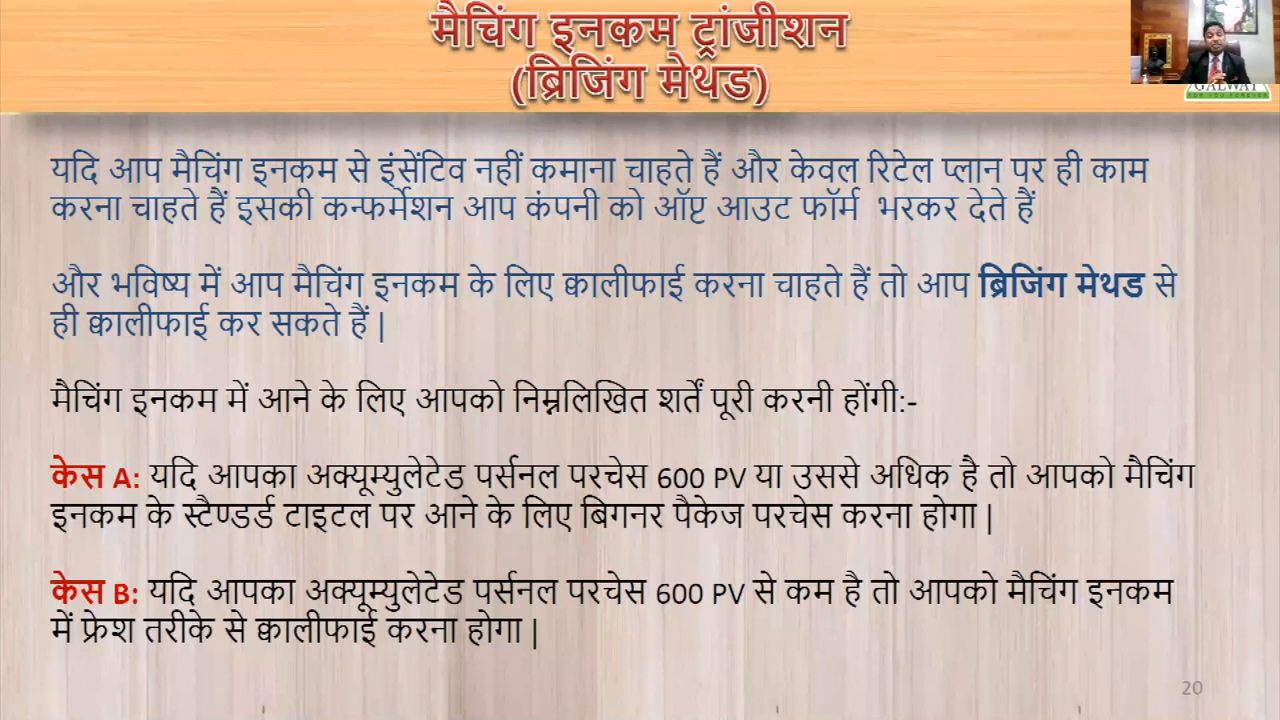 मैचिंग इनकम ट्रांजीशन
(ब्रिजिंग मेथड)
GALWAY
यदि आप मैचिंग इनकम से इंसेंटिव नहीं कमाना चाहते हैं और केवल रिटेल प्लान पर ही काम
करना चाहते हैं इसकी कन्फर्मेशन आप कंपनी को ऑप्ट आउट फॉर्म भरकर देते हैं
और भविष्य में आप मैचिंग इनकम के लिए क्वालीफाई करना चाहते हैं तो आप ब्रिजिंग मेथड से
ही क्वालीफाई कर सकते हैं |
मैचिंग इनकम में आने के लिए आपको निम्नलिखित शर्तें पूरी करनी होंगी:-
केस A: यदि आपका अक्यूम्युलेटेड पर्सनल परचेस 600 PV या उससे अधिक है तो आपको मैचिंग
इनकम के स्टैण्डर्ड टाइटल पर आने के लिए बिगनर पैकेज परचेस करना होगा |
केस B: यदि आपका अक्यूम्युलेटेड पर्सनल परचेस 600 PV से कम है तो आपको मैचिंग इनकम
में फ्रेश तरीके से क्वालीफाई करना होगा |
20